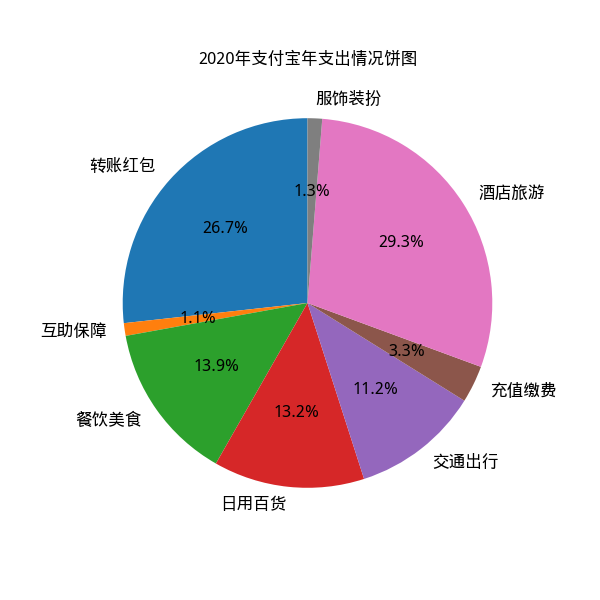 2020年支付宝年支出情况饼图
服饰装扮
转账红包
酒店旅游
1.3%
26.7%
29.3%
1.1%
互助保障
3.3%
13.9%
11.2%
充值缴费
13.2%
餐饮美食
交通出行
日用百货